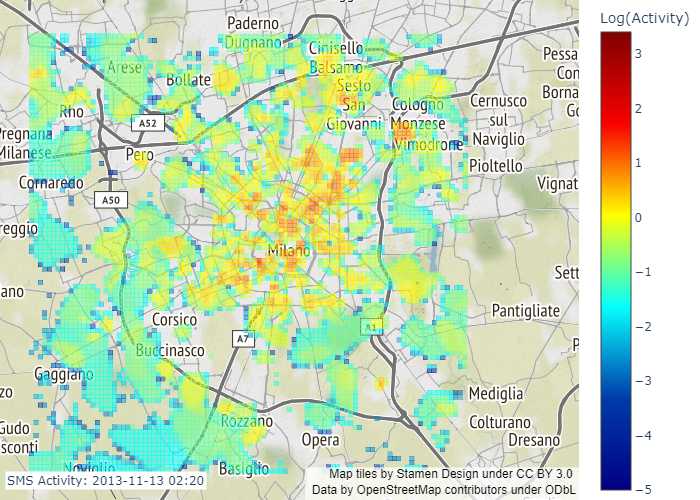 Log(Activity)
Paderno
Dugnano
Cinisello
Balsamo
Pessa
Con
Borna
Go
Arese
Bollate
Sesto
San
Giovanni
Cologno
Monzese
Cernusco
sul
Naviglio
Rho
A52
Pregnana
Milanese
Pero
Vimodrone
Pioltello
Cornaredo
A50
Vignat
reggio
Milano
Sett
ano
Corsico
A7
A1
Pantigliate
Buccinasco
P
Gaggiano
zo
Mediglia
Rozzano
Colturano
Gudo
sconti
Opera
Dresano
Noviglio
Basiglio
SMS Activity: 2013-11-13 02:20
Map tiles by Stamen Design under CC BY 3.0
Data by OpenStreetMap contributors under ODbL
3
2
1
0
−1
−2
−3
−4
−5